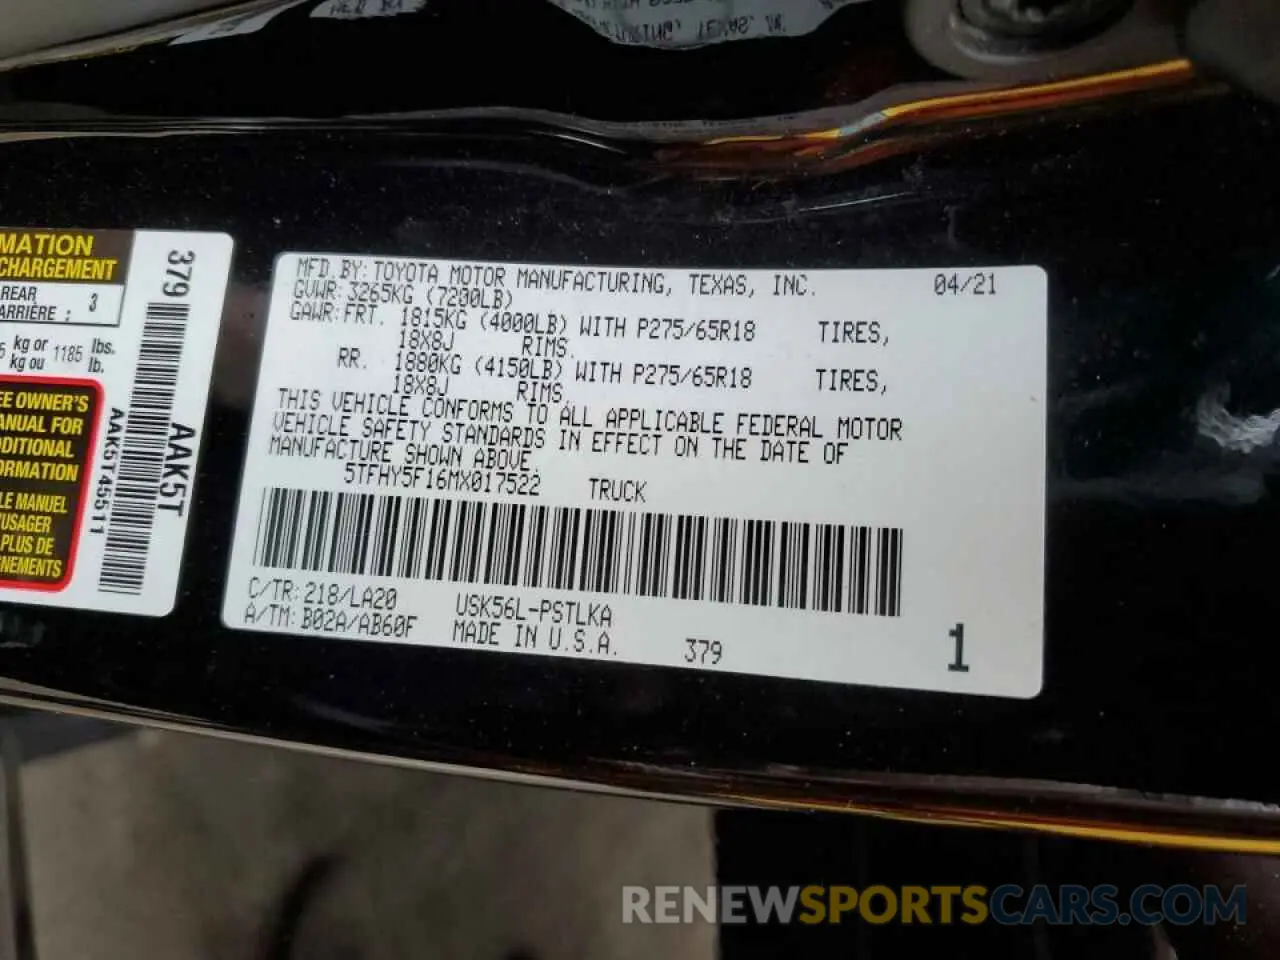 MFD.BY: TOYOTA MOTOR MANUFACTURING, TEXAS, INC. 04/21
GVWR: 3265KG (7200LB)
GAWR: FRT. 1815KG (4000LB) WITH P275/65R18 TIRES,
18X8J RIMS.
RR. 1880KG (4150LB) WITH P275/65R18 TIRES,
18X8J RIMS.
THIS VEHICLE CONFORMS TO ALL APPLICABLE FEDERAL MOTOR
VEHICLE SAFETY STANDARDS IN EFFECT ON THE DATE OF
MANUFACTURE SHOWN ABOVE.
5TFHY5F16MX017522 TRUCK
C/TR: 218/LA20 USK56L-PSTLKA
A/TM: B02A/AB60F MADE IN U.S.A. 379
1
MATION
CHARGEMENT
REAR
ARRIÈRE : 3
5 kg or 1185 lbs.
kg ou lb.
EE OWNER'S
ANUAL FOR
DDITIONAL
ORMATION
LE MANUEL
USAGER
PLUS DE
GNEMENTS
379
AAK5T
AAK5T45511
RENEWSPORTSCARS.COM